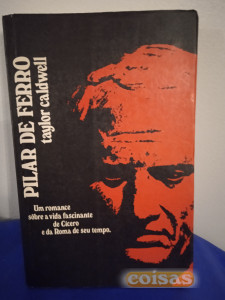 PILAR DE FERRO
taylor caldwell
Um romance
sôbre a vida fascinante
de Cícero
e da Roma de seu tempo.
coisas